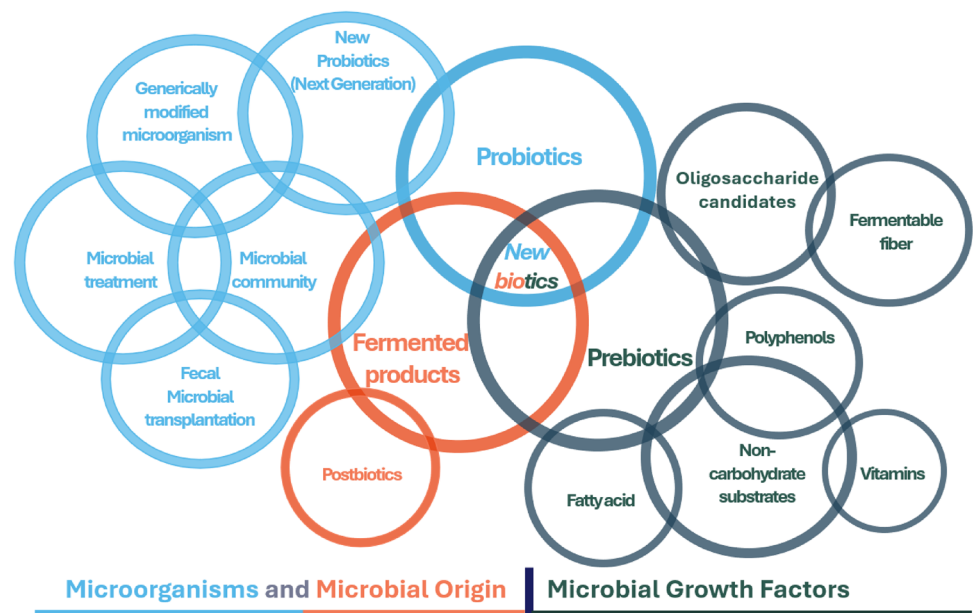 New
Probiotics
(Next Generation)
Generically
modified
microorganism
Probiotics
Oligosaccharide
candidates
Fermentable
fiber
Microbial
treatment
Microbial
community
New
biotics
Fermented
products
Prebiotics
Polyphenols
Fecal
Microbial
transplantation
Postbiotics
Fatty acid
Non-
carbohydrate
substrates
Vitamins
Microorganisms and Microbial Origin
Microbial Growth Factors